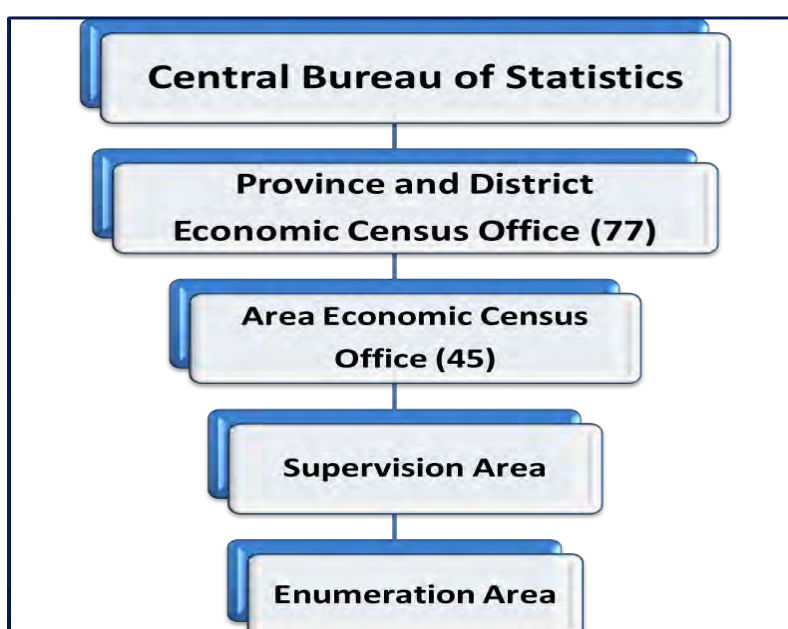 Central Bureau of Statistics
Province and District
Economic Census Office (77)
Area Economic Census
Office (45)
Supervision Area
Enumeration Area